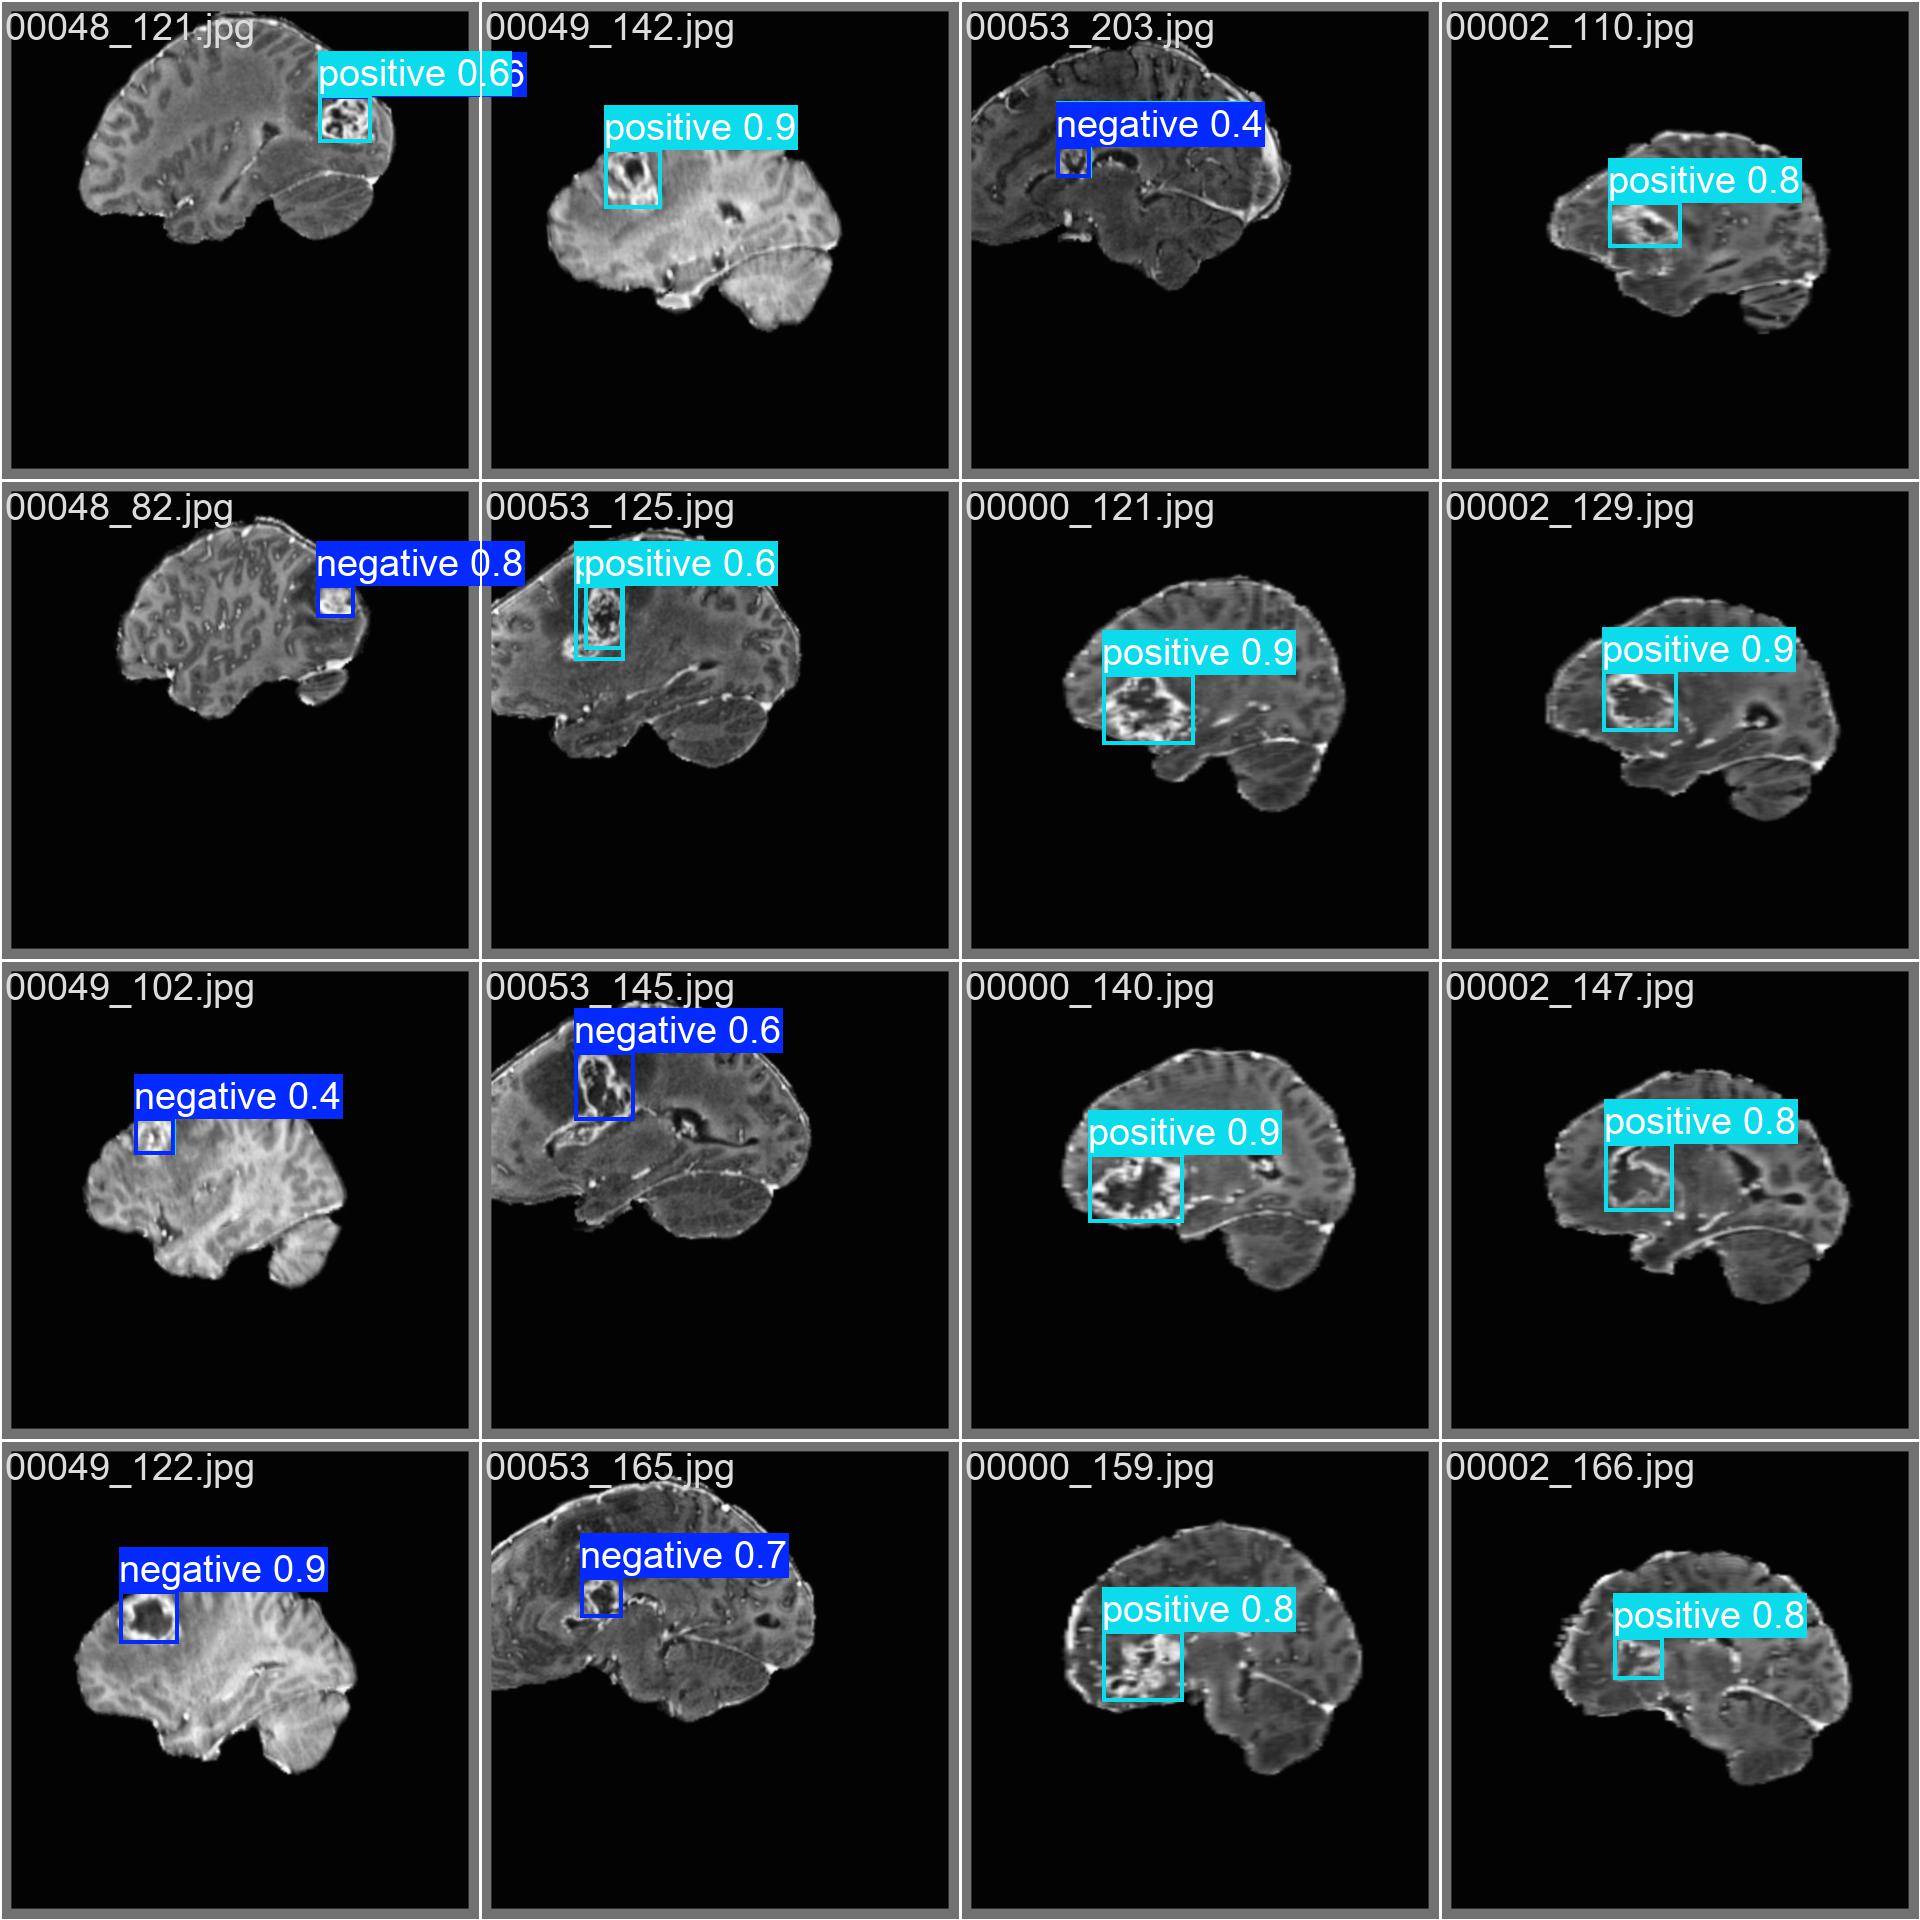 00048_121.jpg
positive 0.6
6
00049_142.jpg
positive 0.9
00053_203.jpg
negative 0.4
00002_110.jpg
positive 0.8
00048_82.jpg
negative 0.8
00053_125.jpg
positive 0.6
00000_121.jpg
positive 0.9
00002_129.jpg
positive 0.9
00049_102.jpg
negative 0.4
00053_145.jpg
negative 0.6
00000_140.jpg
positive 0.9
00002_147.jpg
positive 0.8
00049_122.jpg
negative 0.9
00053_165.jpg
negative 0.7
00000_159.jpg
positive 0.8
00002_166.jpg
positive 0.8